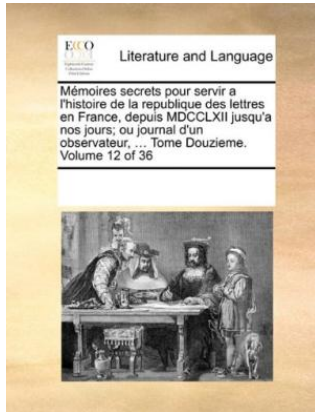 ECCO
Literature and Language
Mémoires secrets pour servir a
l'histoire de la republique des lettres
en France, depuis MDCCLXII jusqu'a
nos jours; ou journal d'un
observateur, ... Tome Douzieme.
Volume 12 of 36